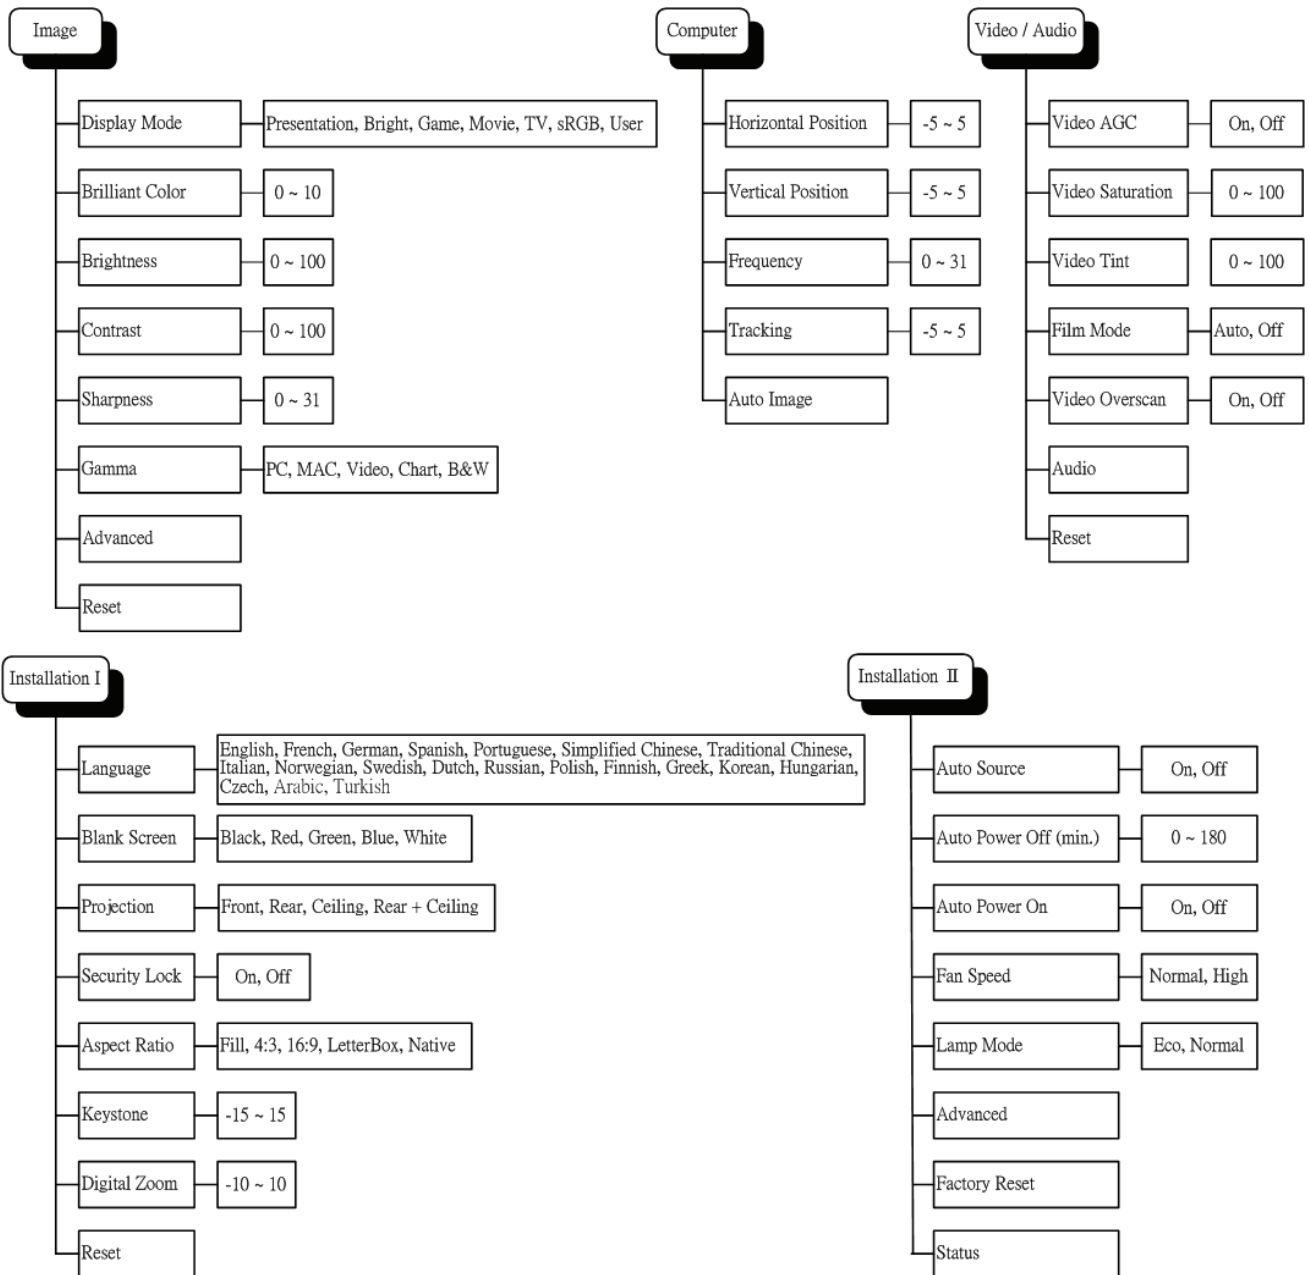 Image
Display Mode
Presentation, Bright, Game, Movie, TV, sRGB, User
Brilliant Color
0 ~ 10
Brightness
0 ~ 100
Contrast
0 ~ 100
Sharpness
0 ~ 31
Gamma
PC, MAC, Video, Chart, B&W
Advanced
Reset
Computer
Horizontal Position
-5 ~ 5
Vertical Position
-5 ~ 5
Frequency
0 ~ 31
Tracking
-5 ~ 5
Auto Image
Video / Audio
Video AGC
On, Off
Video Saturation
0 ~ 100
Video Tint
0 ~ 100
Film Mode
Auto, Off
Video Overscan
On, Off
Audio
Reset
Installation I
Language
English, French, German, Spanish, Portuguese, Simplified Chinese, Traditional Chinese,
Italian, Norwegian, Swedish, Dutch, Russian, Polish, Finnish, Greek, Korean, Hungarian,
Czech, Arabic, Turkish
Blank Screen
Black, Red, Green, Blue, White
Projection
Front, Rear, Ceiling, Rear + Ceiling
Security Lock
On, Off
Aspect Ratio
Fill, 4:3, 16:9, LetterBox, Native
Keystone
-15 ~ 15
Digital Zoom
-10 ~ 10
Reset
Installation II
Auto Source
On, Off
Auto Power Off (min.)
0 ~ 180
Auto Power On
On, Off
Fan Speed
Normal, High
Lamp Mode
Eco, Normal
Advanced
Factory Reset
Status